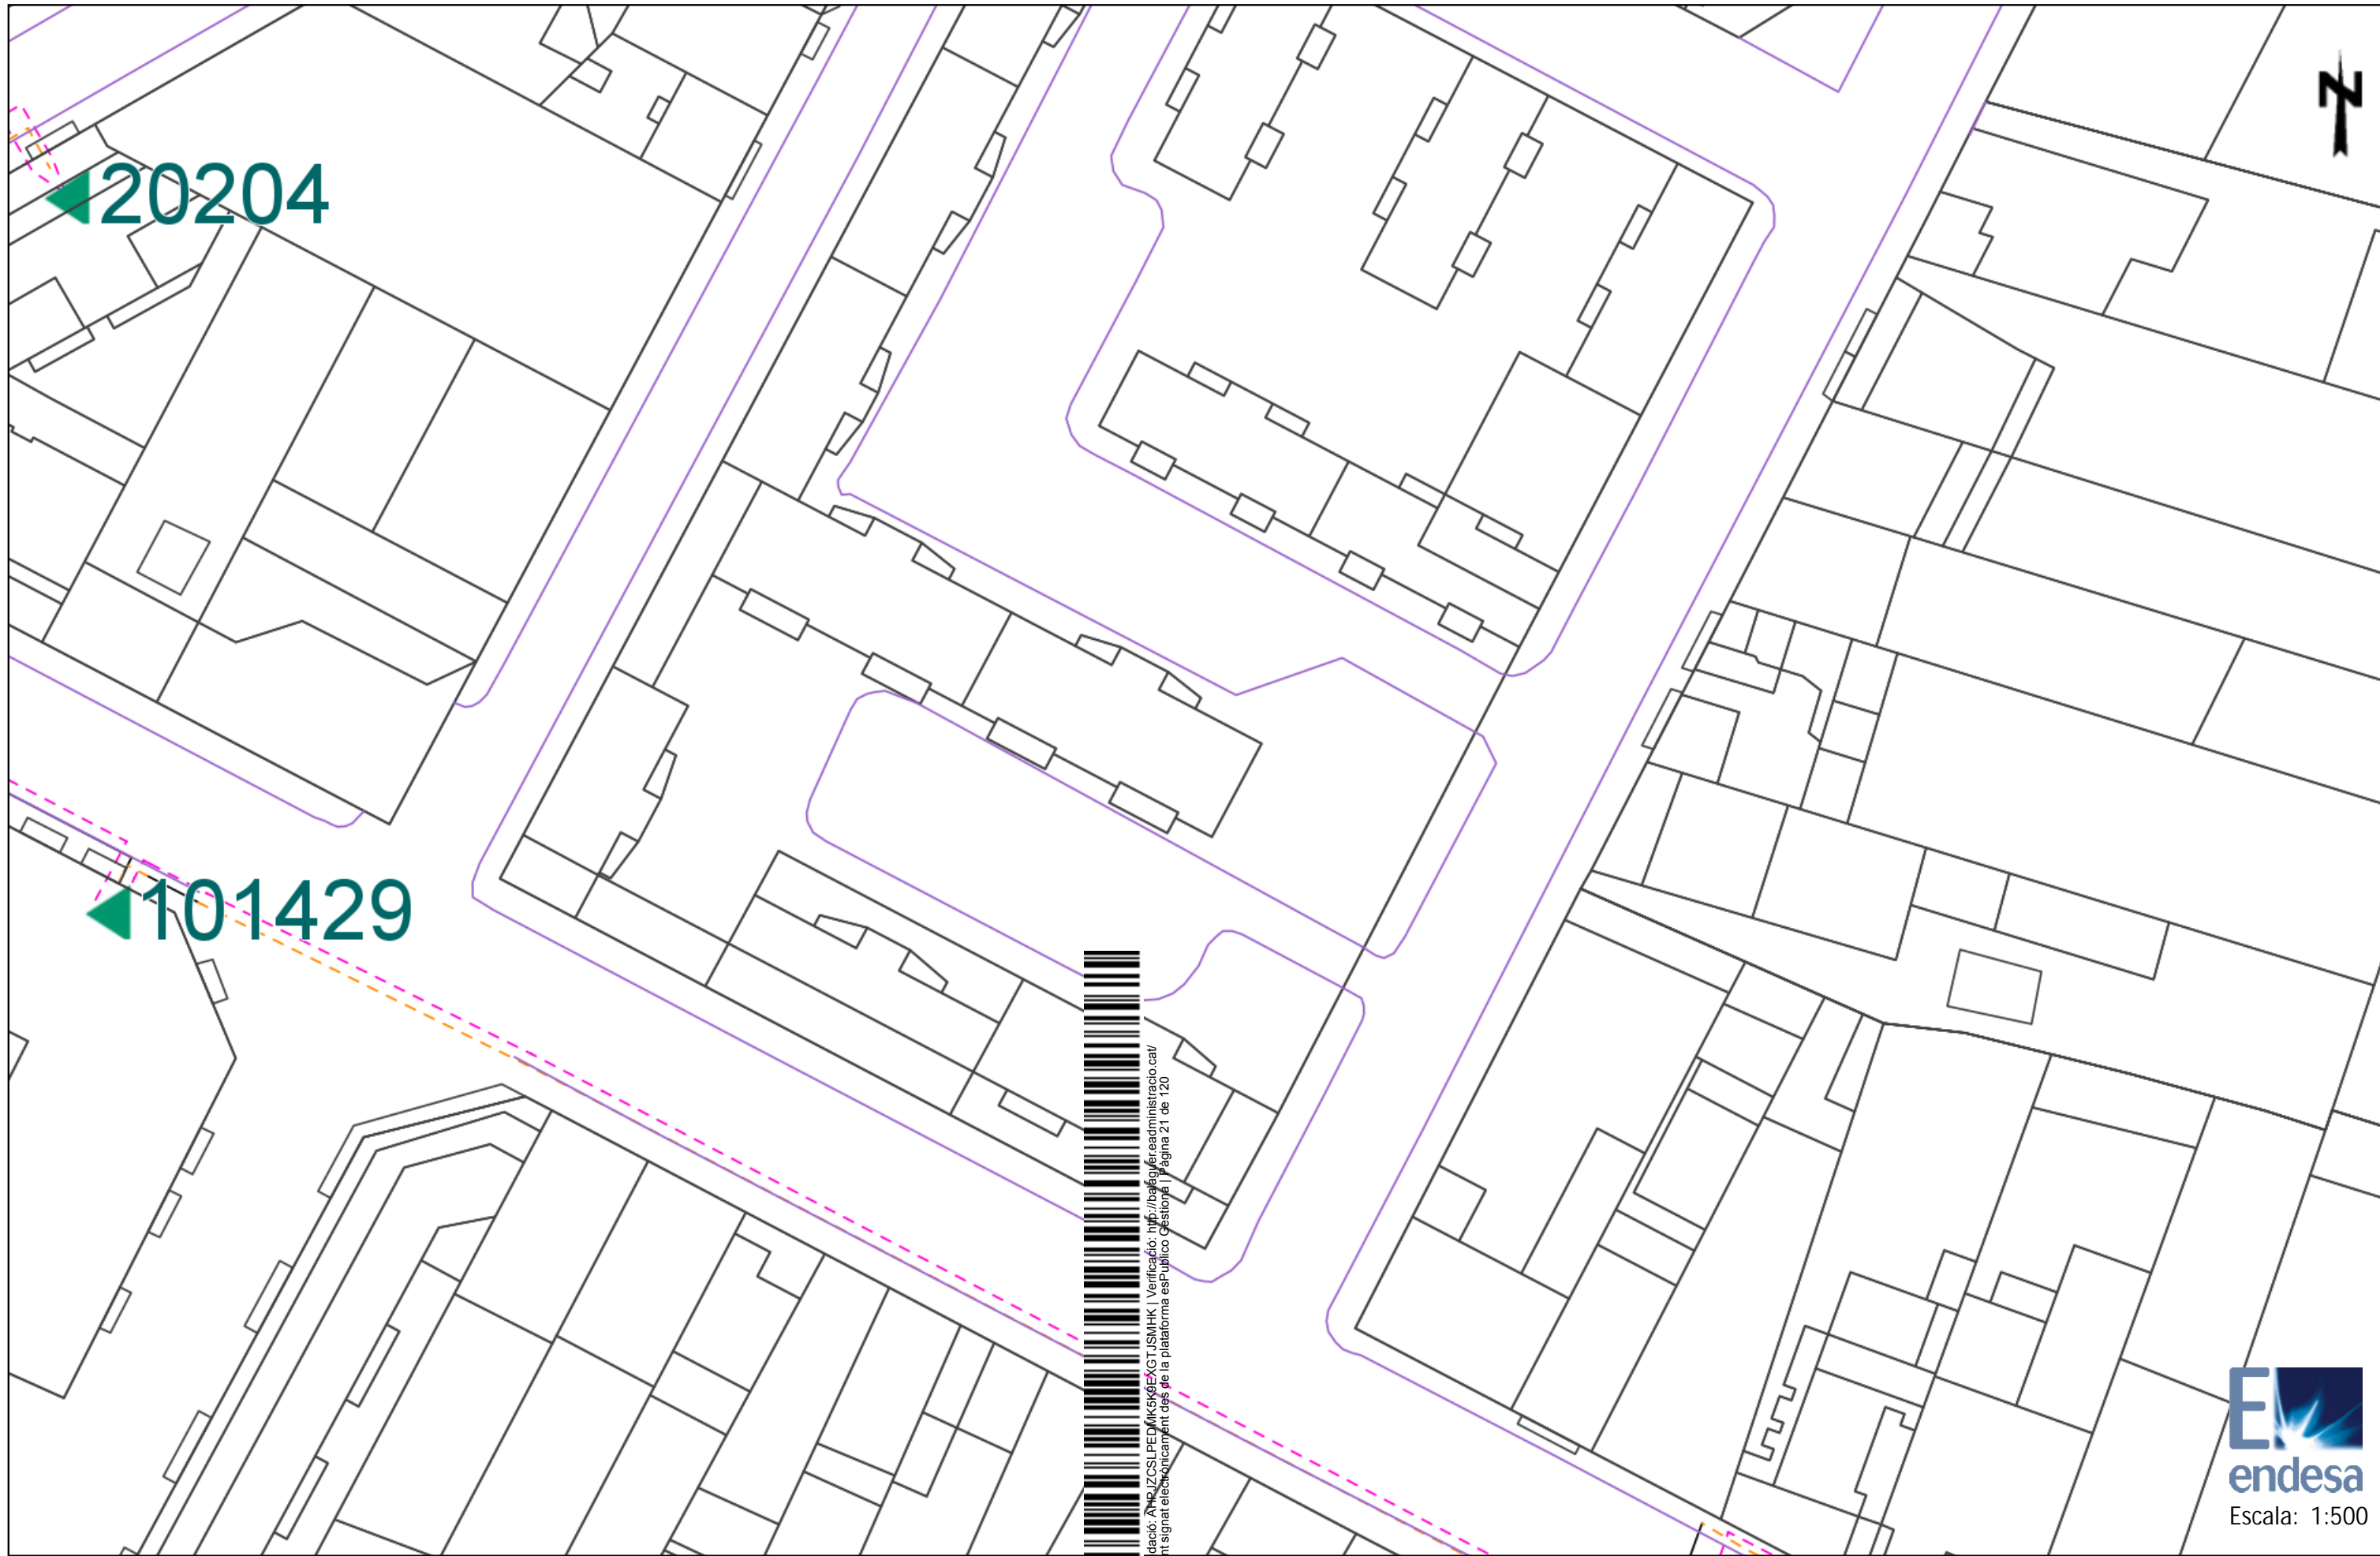 N
20204
101429
dació: AHPJZCSLPEDMK5K9EXGTJSMHK | Verificació: http://balaguer.eadministracio.cat/
nt signat electrònicament des de la plataforma esPublico Gestiona | Pàgina 21 de 120
E
endesa
Escala: 1:500